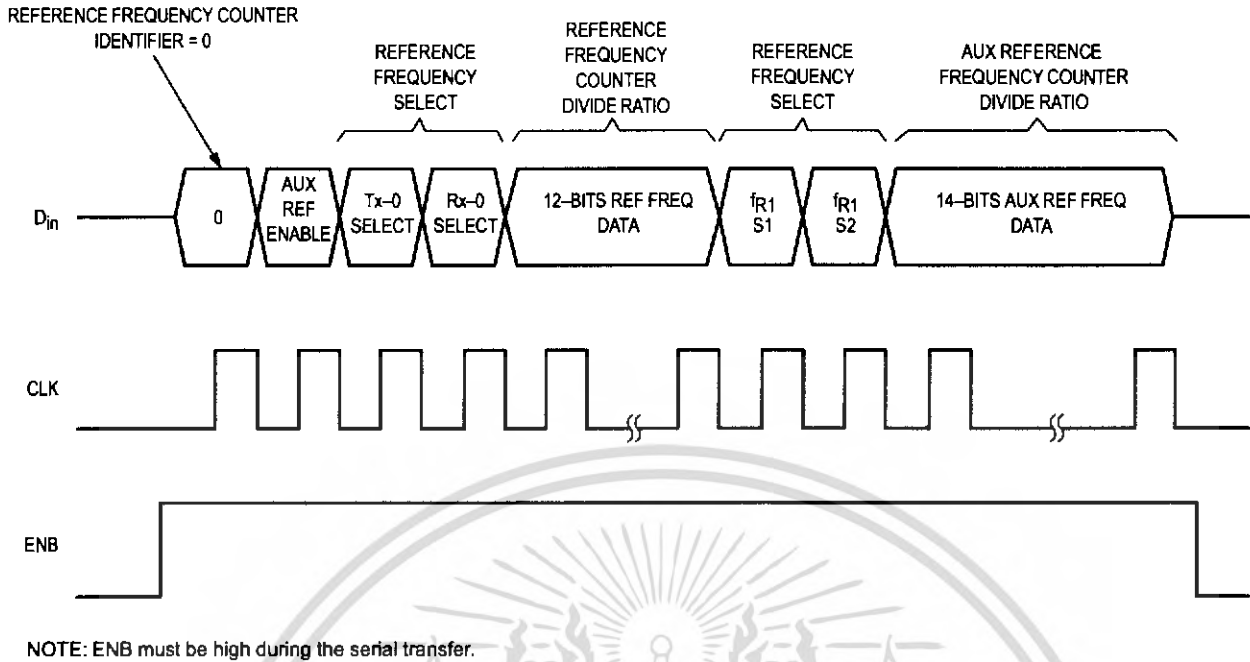 REFERENCE FREQUENCY COUNTER
IDENTIFIER = 0
REFERENCE
FREQUENCY
SELECT
REFERENCE
FREQUENCY
COUNTER
DIVIDE RATIO
REFERENCE
FREQUENCY
SELECT
AUX REFERENCE
FREQUENCY COUNTER
DIVIDE RATIO
Din
0
AUX
REF
ENABLE
Tx–0
SELECT
Rx–0
SELECT
12–BITS REF FREQ
DATA
fR1
S1
fR1
S2
14–BITS AUX REF FREQ
DATA
CLK
ENB
NOTE: ENB must be high during the serial transfer.